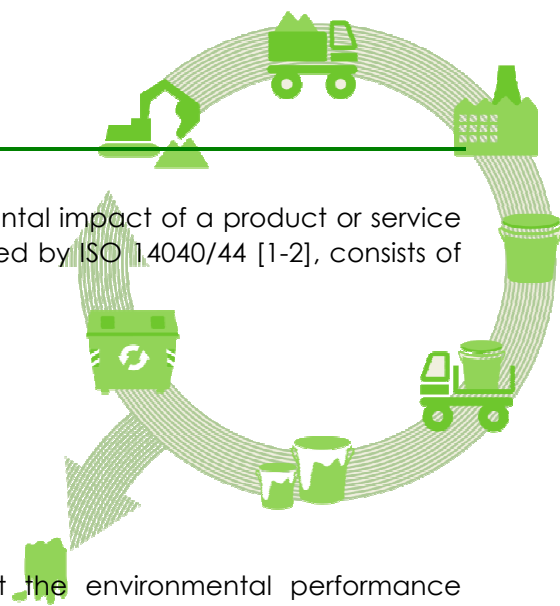 ntal impact of a product or service
ed by ISO 14040/44 [1-2], consists of
t the environmental performance